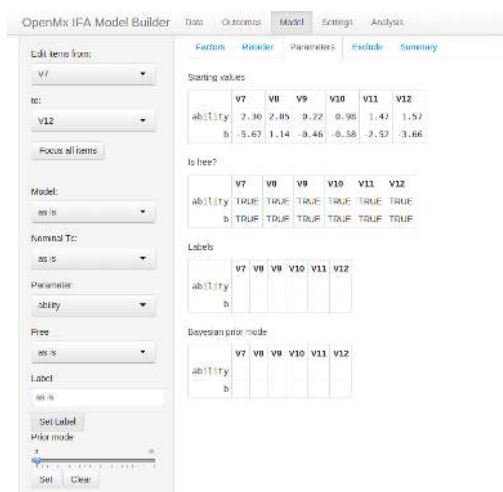 OpenMx IFA Model Builder Data Outcomes Model Settings Analysis
Edit items from:
V7
to:
V12
Focus all items
Model:
as is
Nominal Tc:
as is
Parameter:
ability
Free
as is
Label
as is
Set Label
Prior mode
Set Clear
Factors Reorder Parameters Exclude Summary
Starting values
V7 V8 V9 V10 V11 V12
ability 2.30 2.05 0.22 0.98 1.47 1.57
b -5.67 1.14 -0.46 -0.58 -2.52 -3.66
Is free?
V7 V8 V9 V10 V11 V12
ability TRUE TRUE TRUE TRUE TRUE TRUE
b TRUE TRUE TRUE TRUE TRUE TRUE
Labels
V7 V8 V9 V10 V11 V12
ability
b
Bayesian prior mode
V7 V8 V9 V10 V11 V12
ability
b